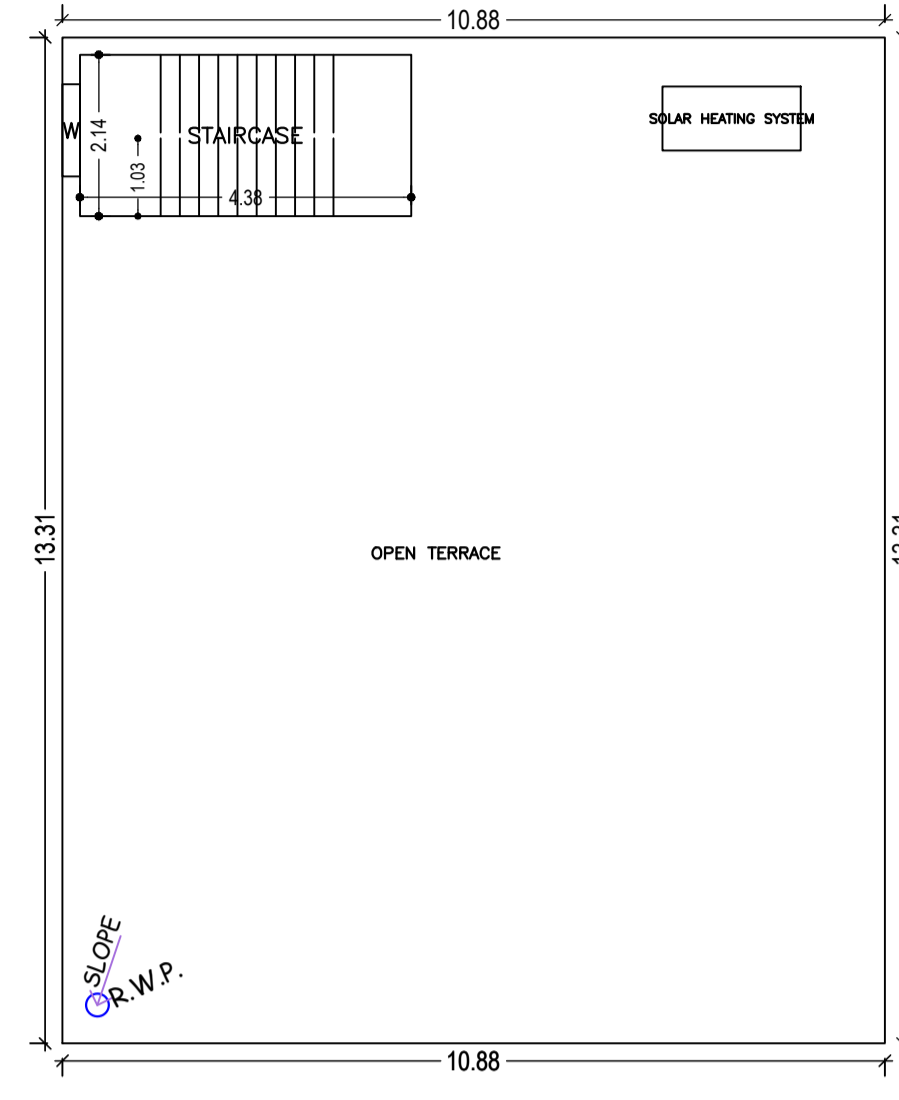 10.88
SOLAR HEATING SYSTEM
W
2.14
STAIRCASE
1.03
4.38
13.31
OPEN TERRACE
SLOPE
R.W.P.
10.88